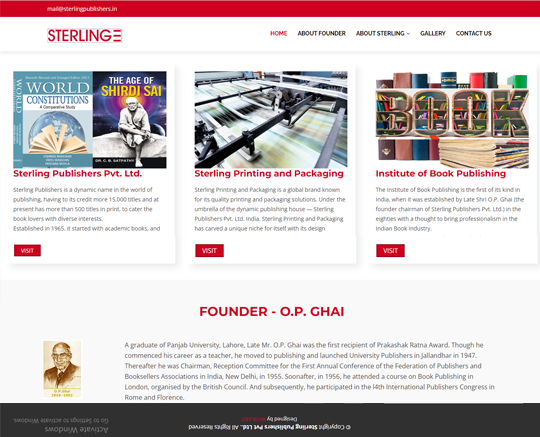 mail@sterlingpublishers.in
STERLING
HOME ABOUT FOUNDER ABOUT STERLING GALLERY CONTACT US
WORLD
WORLD
CONSTITUTIONS
A Comparative Study
THE AGE OF
SHIRDI SAI
DR. C. B. SATPATHY
BOOK
Sterling Publishers Pvt. Ltd.
Sterling Publishers is a dynamic name in the world of
publishing, having to its credit more 15,000 titles and at
present has more than 500 titles in print, to cater the
book lovers with diverse interests.
Established in 1965, it started with academic books, and
VISIT
Sterling Printing and Packaging
Sterling Printing and Packaging is a global brand known
for its quality printing and packaging solutions. Under the
umbrella of the dynamic publishing house — Sterling
Publishers Pvt. Ltd. India, Sterling Printing and Packaging
has carved a unique niche for itself with its design
VISIT
Institute of Book Publishing
The Institute of Book Publishing is the first of its kind in
India, when it was established by Late Shri O.P. Ghai (the
founder chairman of Sterling Publishers Pvt, Ltd.) in the
eighties with a thought to bring professionalism in the
Indian Book Industry.
VISIT
FOUNDER - O.P. GHAI
O.P. Ghai
A graduate of Panjab University, Lahore, Late Mr. O.P. Ghai was the first recipient of Prakashak Ratna Award. Though he
commenced his career as a teacher, he moved to publishing and launched University Publishers in Jallandhar in 1947.
Thereafter he was Chairman, Reception Committee for the First Annual Conference of the Federation of Publishers and
Booksellers Associations in India, New Delhi, in 1955. Soonafter, in 1956, he attended a course on Book Publishing in
London, organised by the British Council. And subsequently, he participated in the 14th International Publishers Congress in
Rome and Florence.
© Copyright Sterling Publishers Pvt Ltd.. All Rights Reserved
Designed by
Activate Windows
Go to Settings to activate Windows.